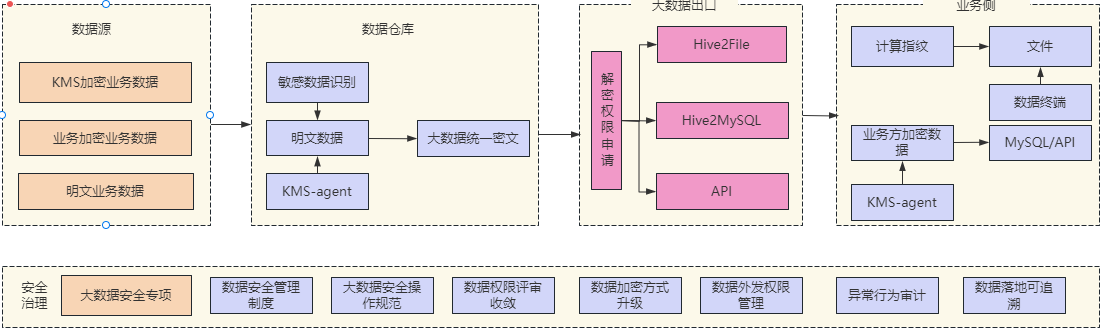 数据源
KMS加密业务数据
业务加密业务数据
明文业务数据
数据仓库
敏感数据识别
明文数据
大数据统一密文
KMS-agent
大数据出口
解
密
权
限
申
请
Hive2File
Hive2MySQL
API
业务侧
计算指纹
文件
数据终端
业务方加密数
据
MySQL/API
KMS-agent
安全
治理
大数据安全专项
数据安全管理
制度
大数据安全操
作规范
数据权限评审
收敛
数据加密方式
升级
数据外发权限
管理
异常行为审计
数据落地可追
溯